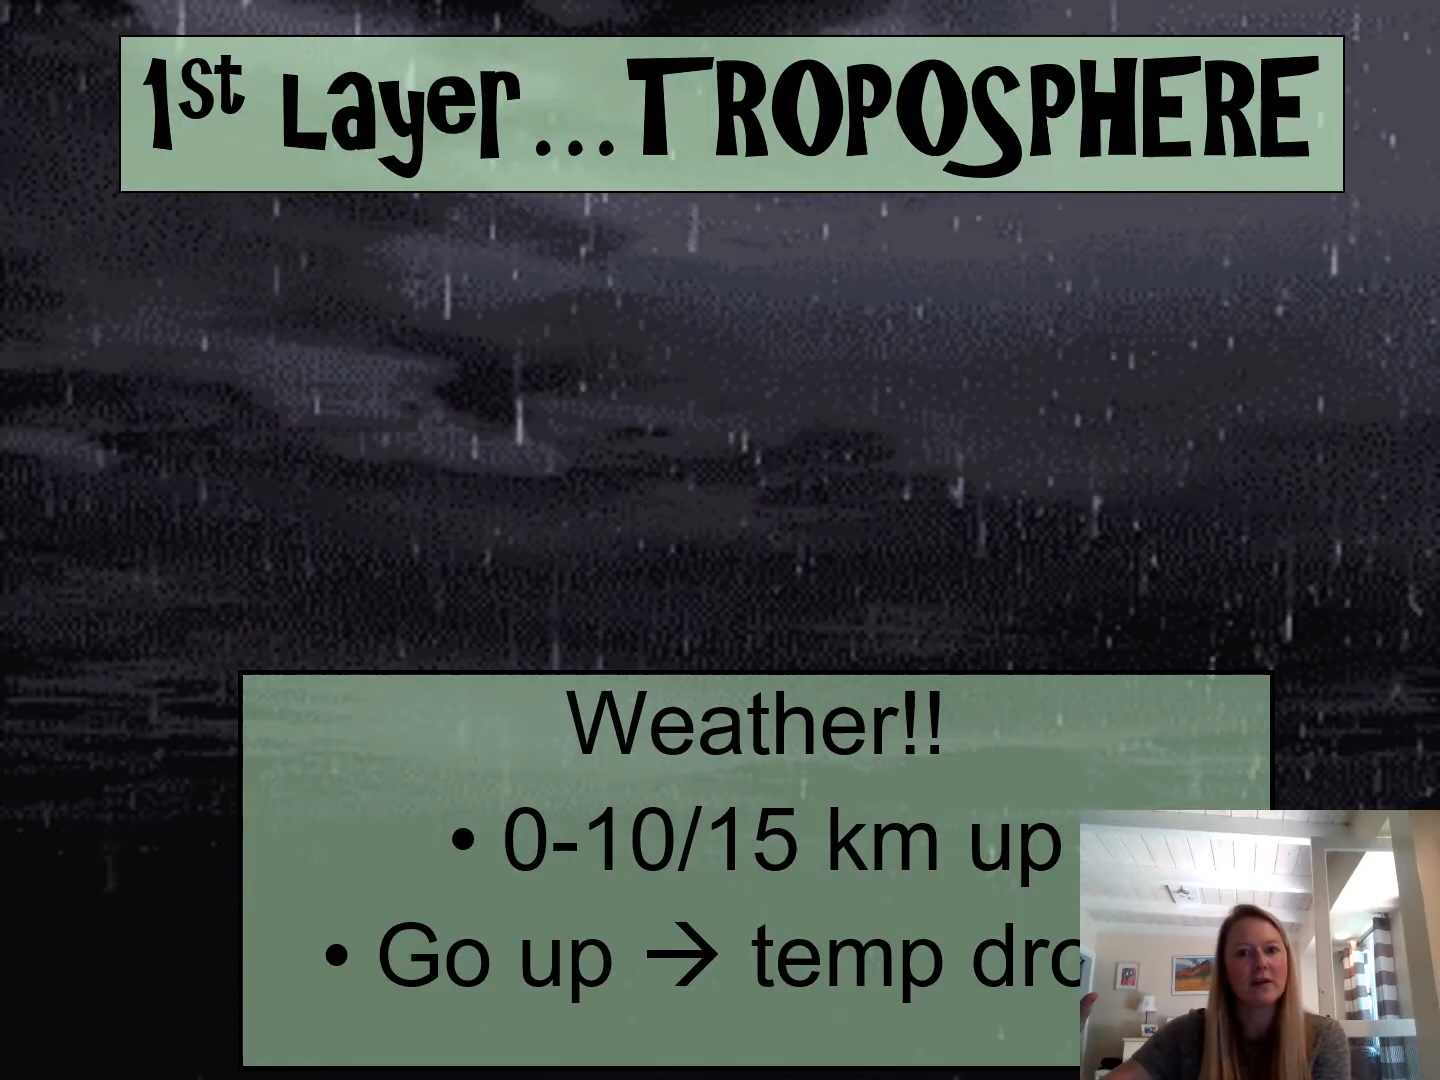 1st Layer...TROPOSPHERE
Weather!!
• 0-10/15 km up
• Go up → temp